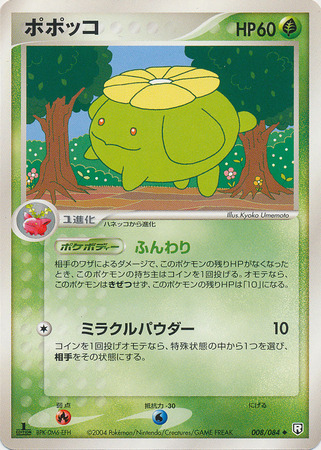 ポポッコ
HP60
Illus.Kyoko Umemoto
1進化
ハネッコから進化
ポケボディー ふんわり
相手のワザによるダメージで、このポケモンの残りHPがなくなった
とき、このポケモンの持ち主はコインを1回投げる。オモテなら、
このポケモンはきぜつせず、このポケモンの残りHPは「10」になる。
ミラクルパウダー 10
コインを1回投げてオモテなら、特殊状態の中から1つを選び、
相手をその状態にする。
弱点 抵抗力 -30 にげる
1 EDITION
©2004 Pokémon/Nintendo/Creatures/GAME FREAK
008/084
R